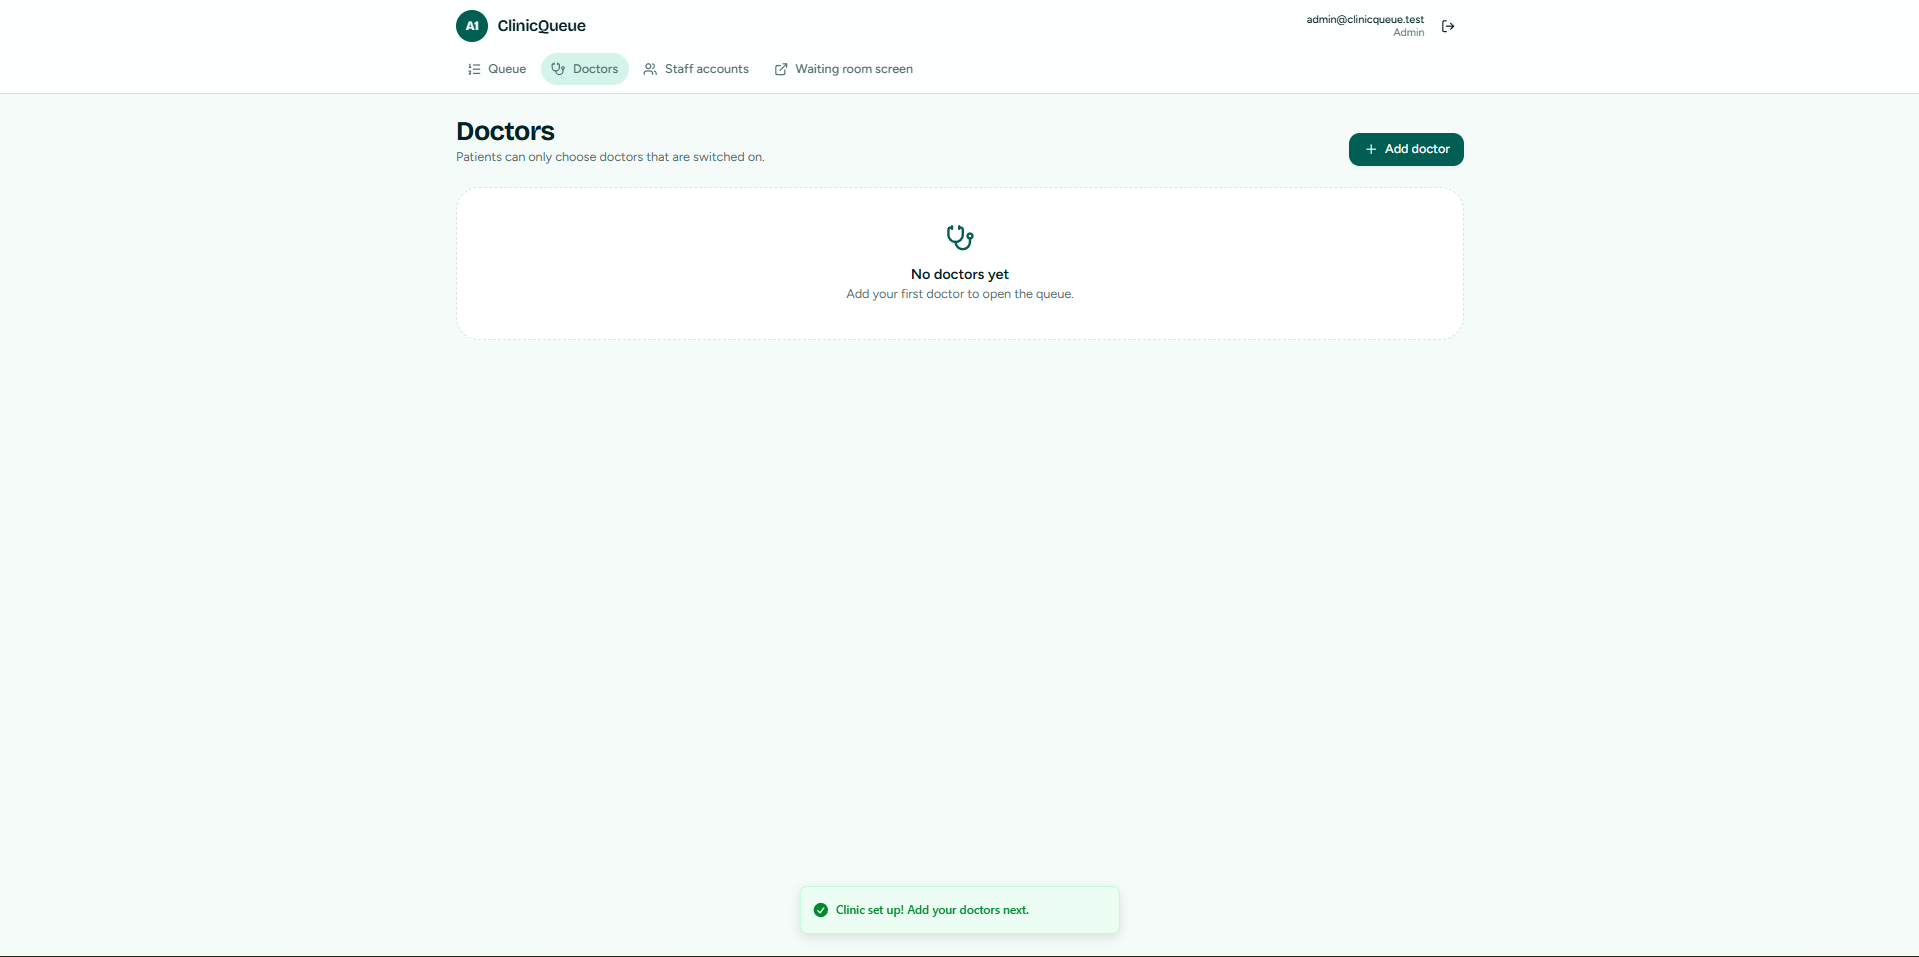 A1 ClinicQueue
admin@clinicqueue.test
Admin
Queue Doctors Staff accounts Waiting room screen
Doctors
Patients can only choose doctors that are switched on.
+ Add doctor
No doctors yet
Add your first doctor to open the queue.
Clinic set up! Add your doctors next.